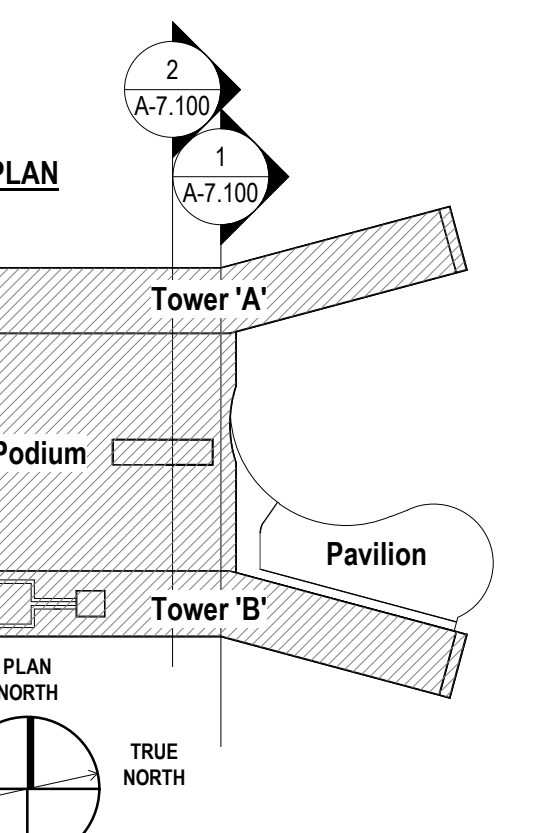 2
A-7.100
1
A-7.100
PLAN
Tower 'A'
Podium
Pavilion
Tower 'B'
PLAN
NORTH
TRUE
NORTH